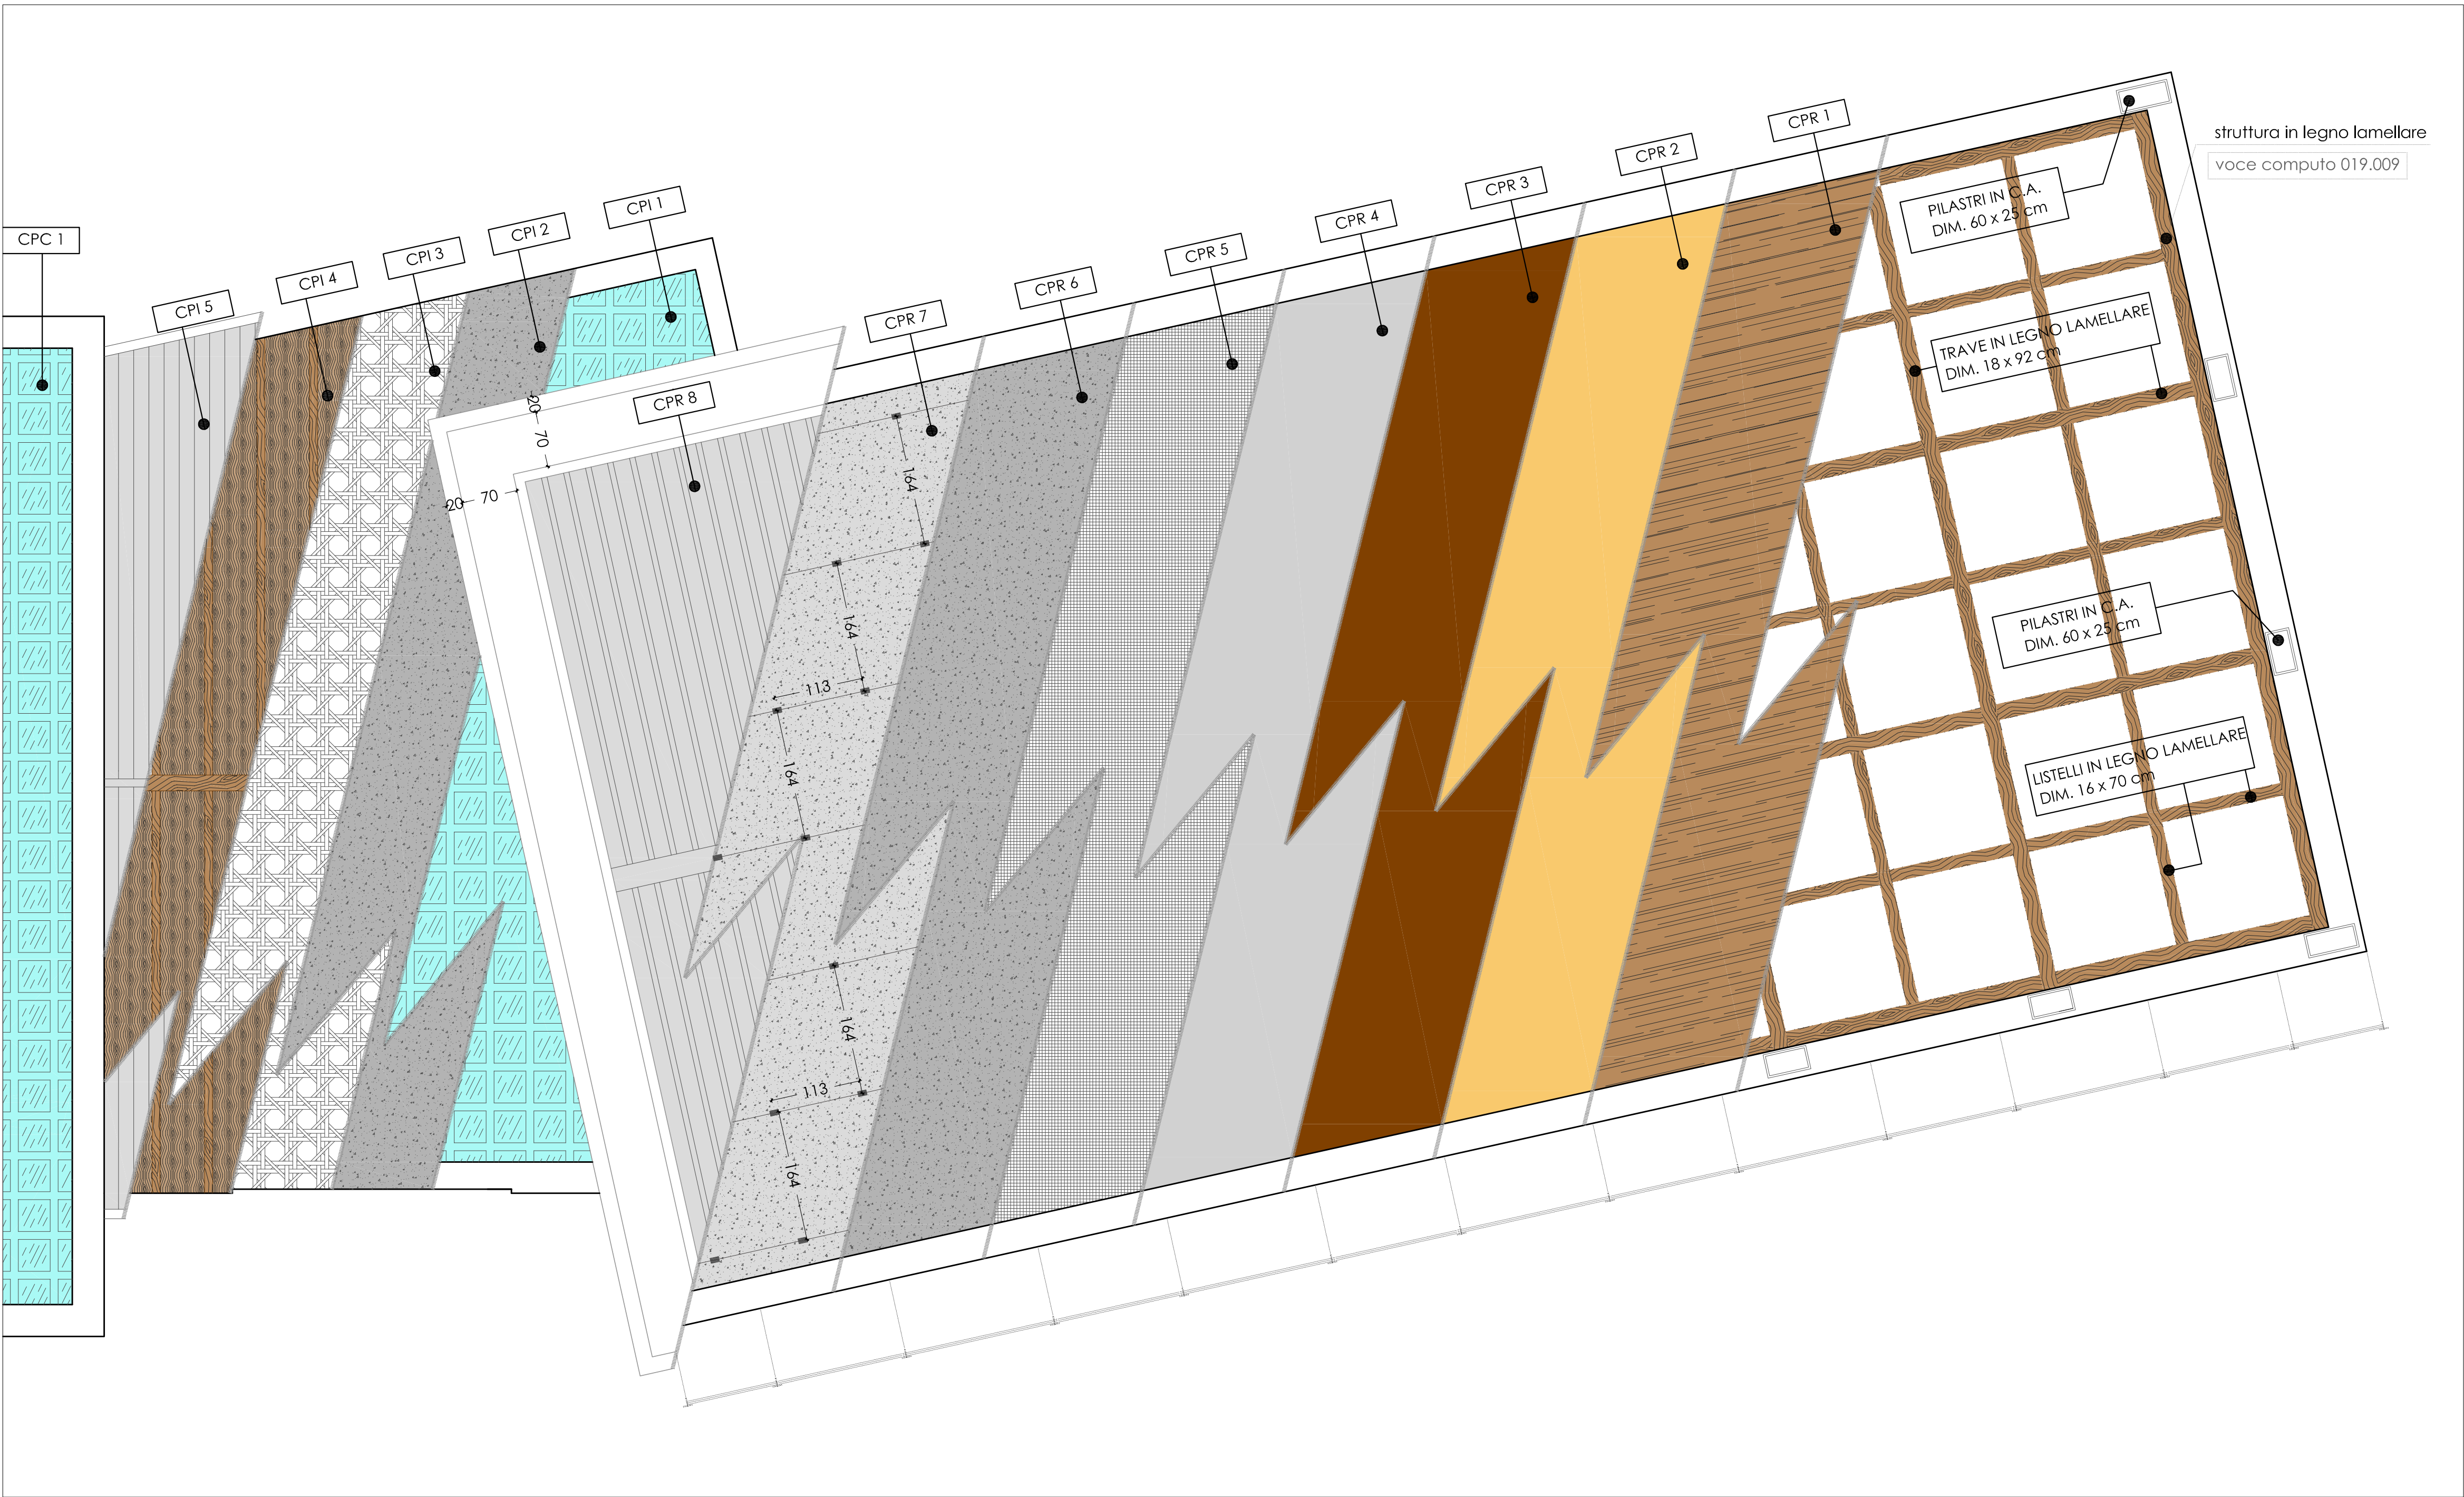 CPC 1
CPI 5
CPI 4
CPI 3
CPI 2
CPI 1
CPR 8
CPR 7
CPR 6
CPR 5
CPR 4
CPR 3
CPR 2
CPR 1
struttura in legno lamellare
voce computo 019.009
PILASTRI IN C.A.
DIM. 60 x 25 cm
TRAVE IN LEGNO LAMELLARE
DIM. 18 x 92 cm
PILASTRI IN C.A.
DIM. 60 x 25 cm
LISTELLI IN LEGNO LAMELLARE
DIM. 16 x 70 cm
20
70
20
70
164
164
113
164
164
113
164